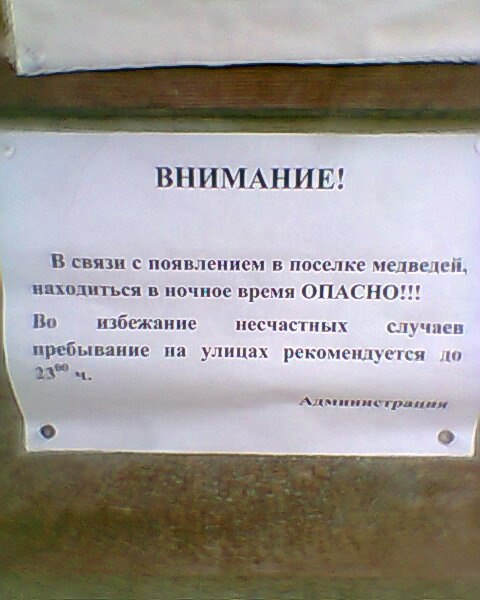 ВНИМАНИЕ!
В связи с появлением в поселке медведей,
находиться в ночное время ОПАСНО!!!
Во избежание несчастных случаев
пребывание на улицах рекомендуется до
23⁰⁰ ч.
Администрация